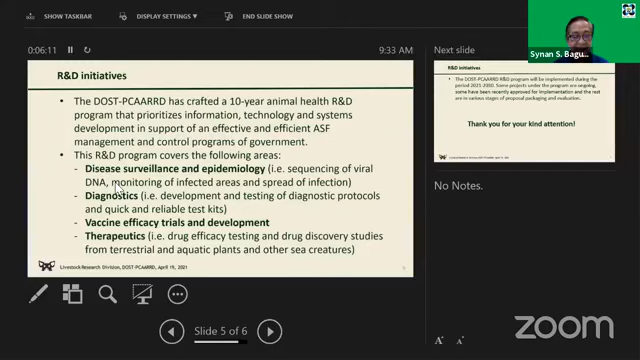 SHOW TASKBAR
DISPLAY SETTINGS ▾
END SLIDE SHOW
0:06:11
9:33 AM
R&D initiatives
• The DOST-PCAARRD has crafted a 10-year animal health R&D
program that prioritizes information, technology and systems
development in support of an effective and efficient ASF
management and control programs of government.
• This R&D program covers the following areas:
- Disease surveillance and epidemiology (i.e. sequencing of viral
DNA, monitoring of infected areas and spread of infection)
- Diagnostics (i.e. development and testing of diagnostic protocols
and quick and reliable test kits)
- Vaccine efficacy trials and development
- Therapeutics (i.e. drug efficacy testing and drug discovery studies
from terrestrial and aquatic plants and other sea creatures)
Livestock Research Division, DOST-PCAARRD, April 19, 2021
5
Slide 5 of 6
Synan S. Bagu...
Next slide
R&D initiatives
• The DOST-PCAARRD R&D program will be implemented during the
period 2021-2030. Some projects under the program are ongoing,
some have been recently approved for implementation and the rest
are in various stages of proposal packaging and evaluation.
Thank you for your kind attention!
No Notes.
A
A
zoom